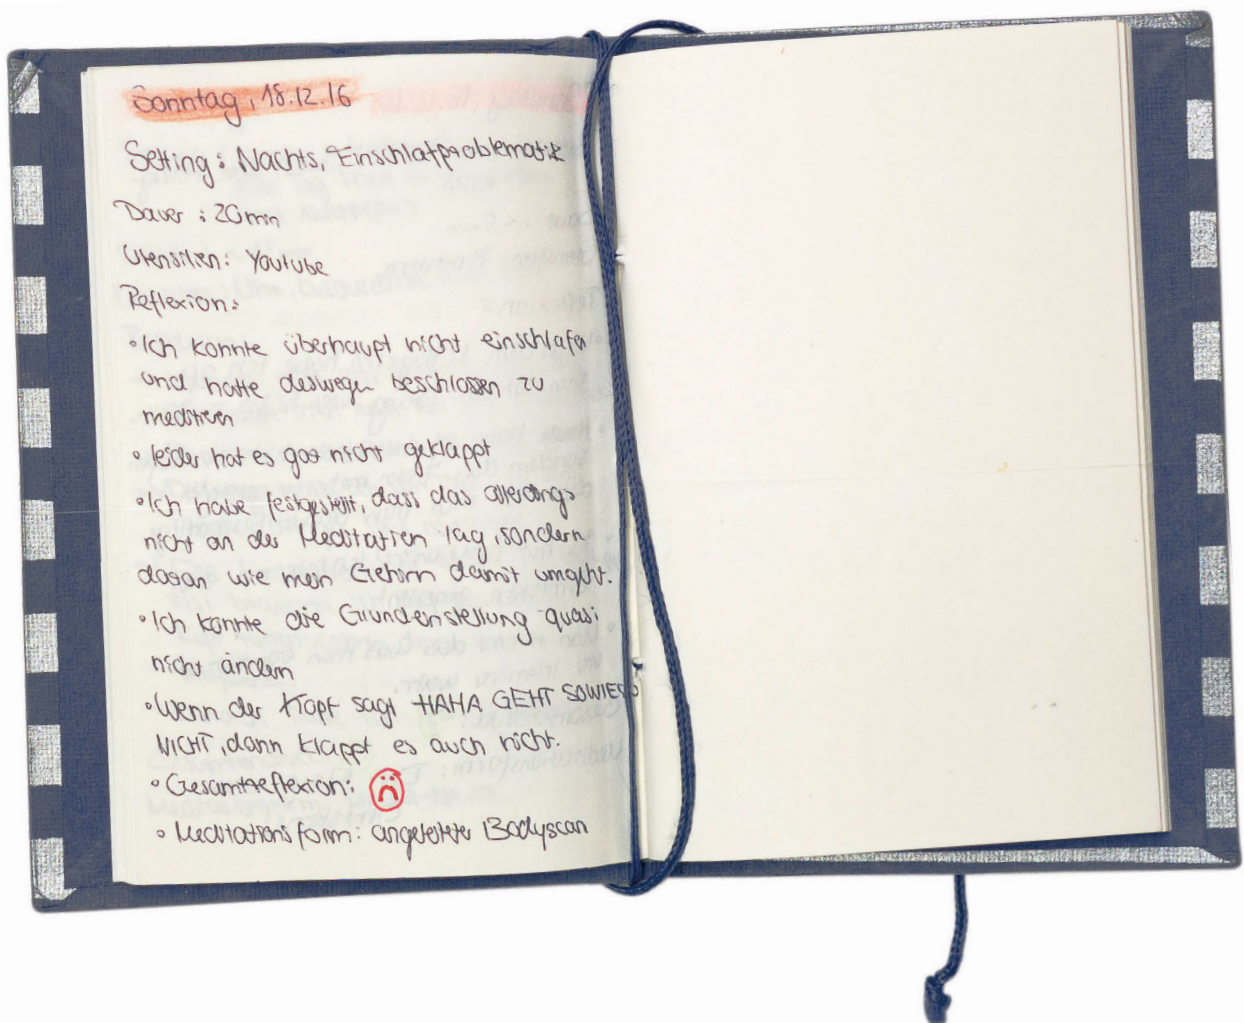 Sonntag, 18.12.16
Setting: Nachts, Einschlafproblematik
Dauer: 20min
Utensilien: Youtube
Reflexion:
• Ich konnte überhaupt nicht einschlafen
und hatte deswegen beschlossen zu
meditieren
• leider hat es gar nicht geklappt
• Ich habe festgestellt, dass das allerdings
nicht an der Meditation lag, sondern
daran wie mein Gehirn damit umgeht.
• Ich konnte die Grundeinstellung quasi
nicht ändern
• Wenn der Kopf sagt HAHA GEHT SOWIESO
NICHT, dann klappt es auch nicht.
• Gesamtreflexion:
• Meditationsform: angeleiteter Bodyscan